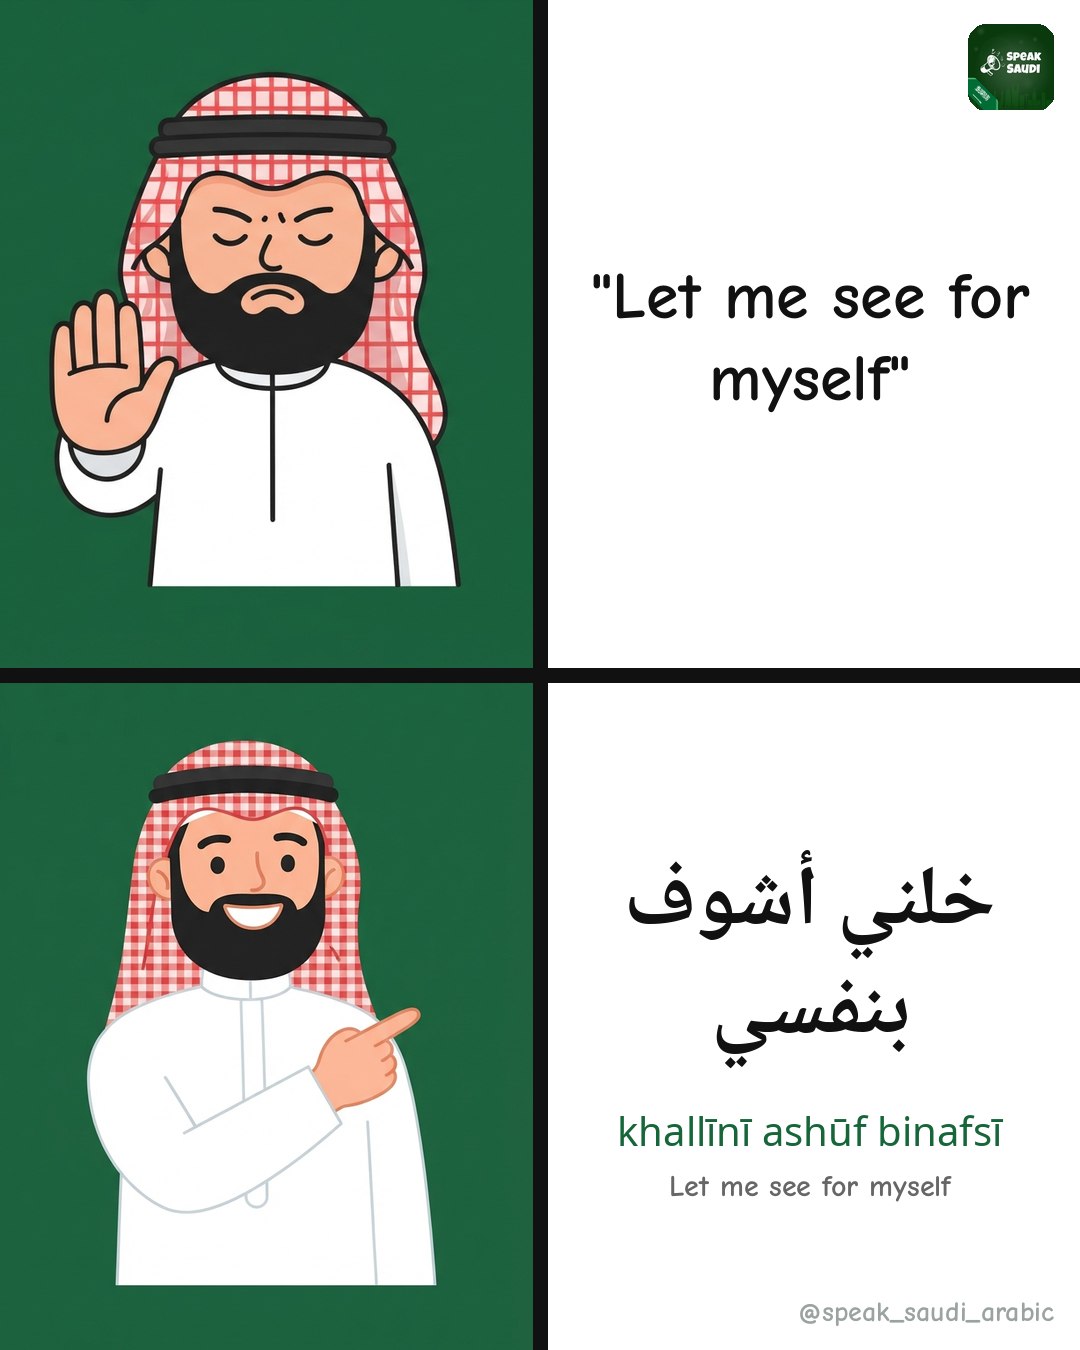 SPEAK
SAUDI
"Let me see for
myself"
خلني أشوف
بنفسي
khallīnī ashūf binafsī
Let me see for myself
@speak_saudi_arabic